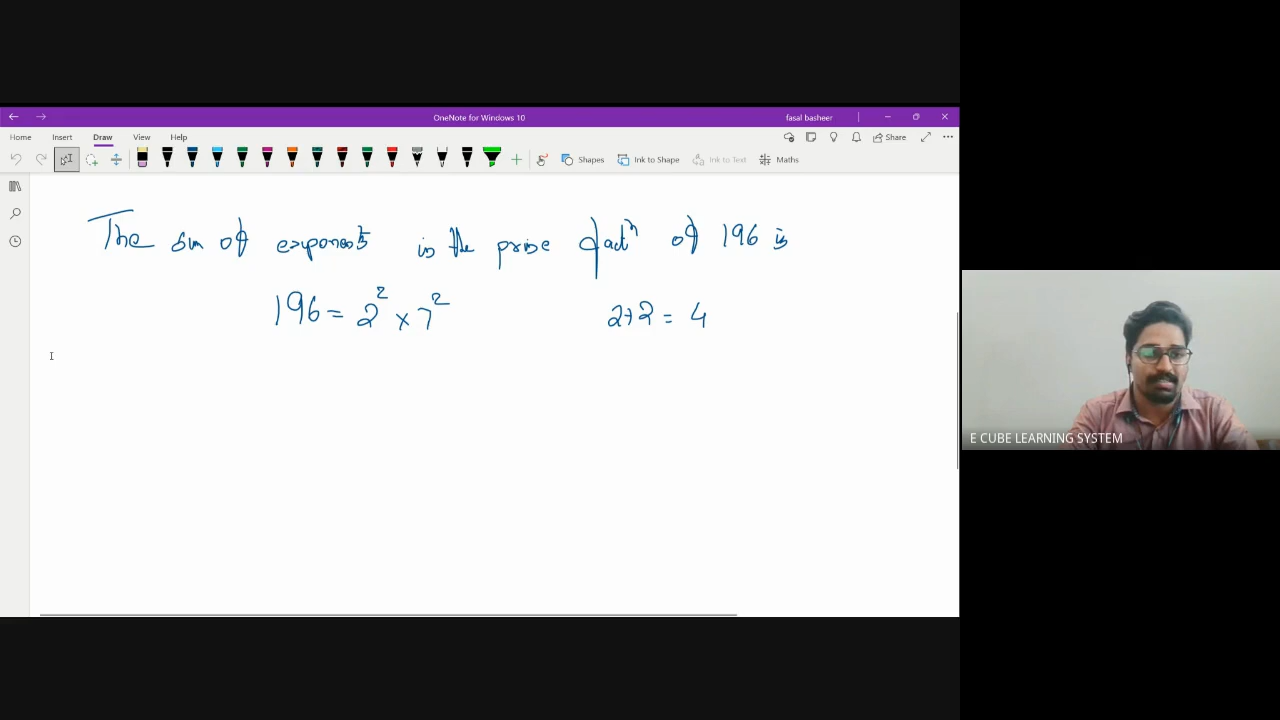 OneNote for Windows 10
fasal basheer
Home Insert Draw View Help
Share
Shapes Ink to Shape Ink to Text Maths
The sum of exponents in the prime factⁿ of 196 is
196 = 2² × 7² 2+2 = 4
E CUBE LEARNING SYSTEM